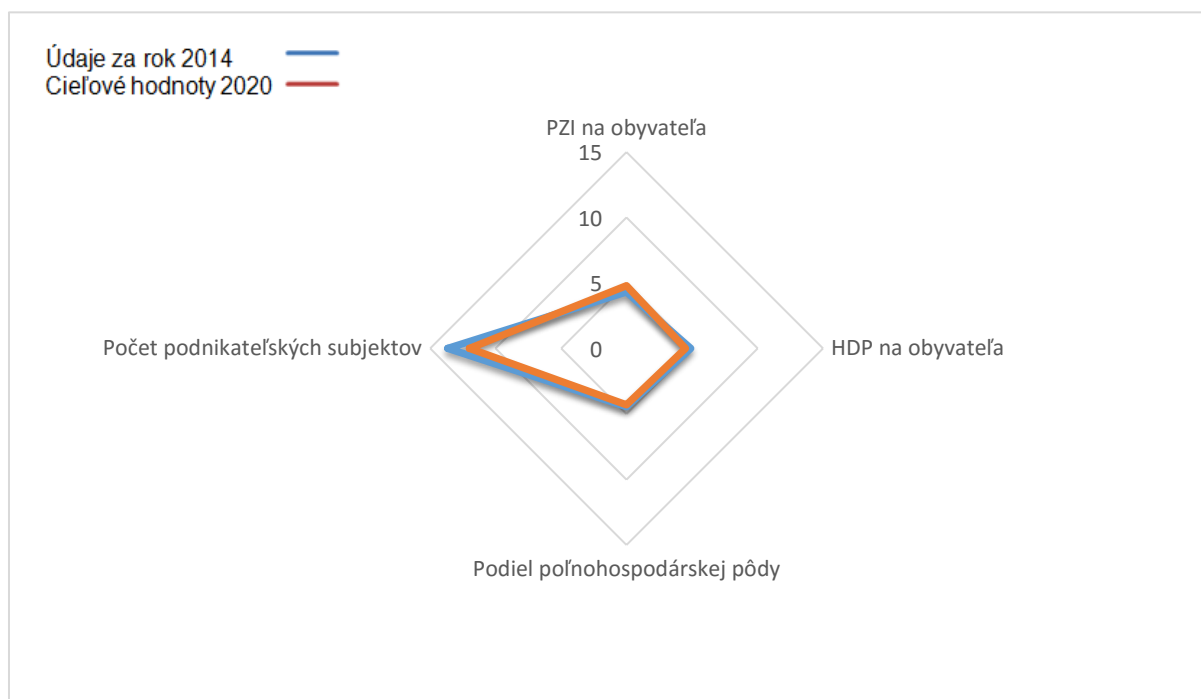 Údaje za rok 2014
Cieľové hodnoty 2020
PZI na obyvateľa
15
10
5
0
Počet podnikateľských subjektov
HDP na obyvateľa
Podiel poľnohospodárskej pôdy